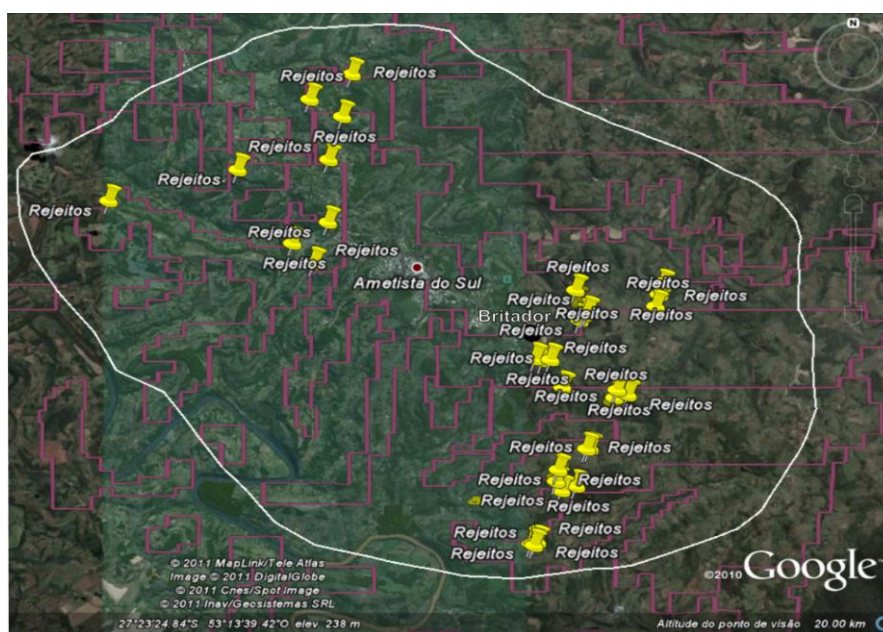 N
Rejeitos Rejeitos
Rejeitos Rejeitos
Rejeitos
Rejeitos
Rejeitos Rejeitos
Rejeitos
Ametista do Sul
Rejeitos
Rejeitos
Rejeitos
Rejeitos
Britador
Rejeitos
Rejeitos
Rejeitos Rejeitos
Rejeitos Rejeitos
Rejeitos
Rejeitos Rejeitos
Rejeitos
Rejeitos Rejeitos
Rejeitos Rejeitos
Rejeitos
Rejeitos Rejeitos
Rejeitos Rejeitos
© 2011 MapLink/Tele Atlas
Image © 2011 DigitalGlobe
© 2011 Cnes/Spot Image
© 2011 Inav/Geosistemas SRL
©2010 Google
27°23'24.84"S 53°13'39.42"O elev 238 m Altitude do ponto de visão 20.00 km